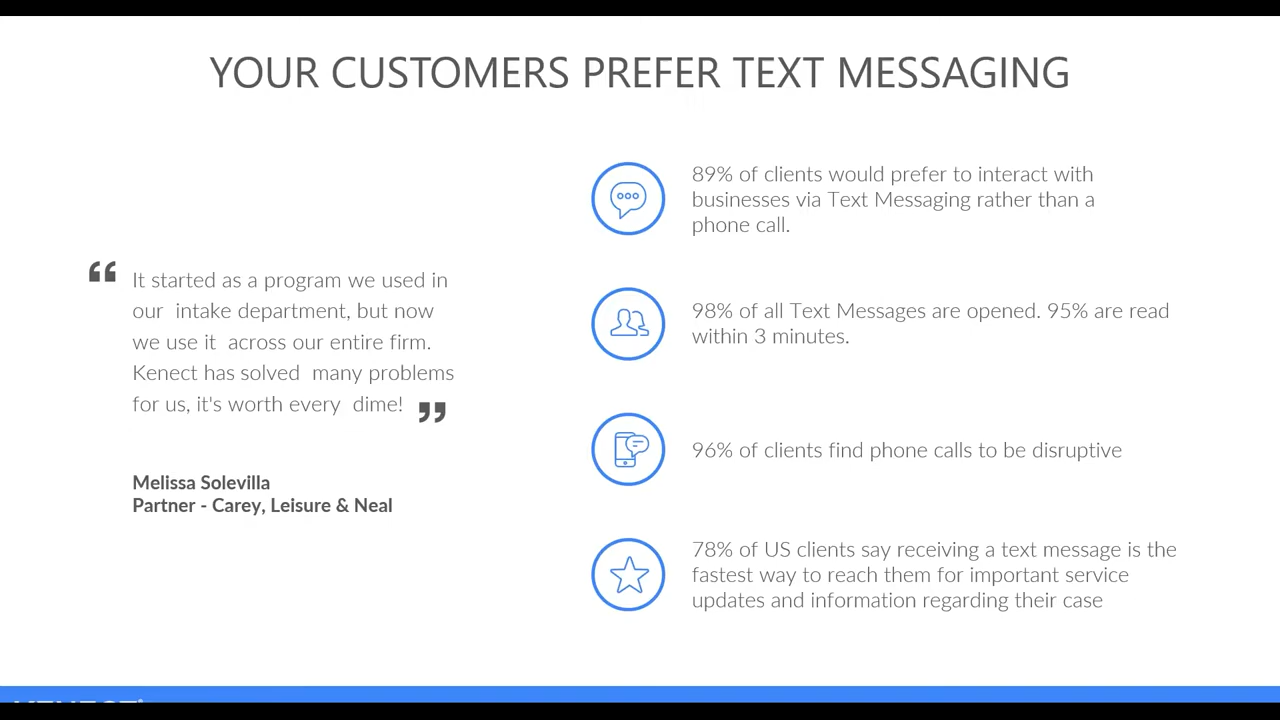 YOUR CUSTOMERS PREFER TEXT MESSAGING
“ It started as a program we used in
our intake department, but now
we use it across our entire firm.
Kenect has solved many problems
for us, it's worth every dime! ”
Melissa Solevilla
Partner - Carey, Leisure & Neal
89% of clients would prefer to interact with
businesses via Text Messaging rather than a
phone call.
98% of all Text Messages are opened. 95% are read
within 3 minutes.
96% of clients find phone calls to be disruptive
78% of US clients say receiving a text message is the
fastest way to reach them for important service
updates and information regarding their case